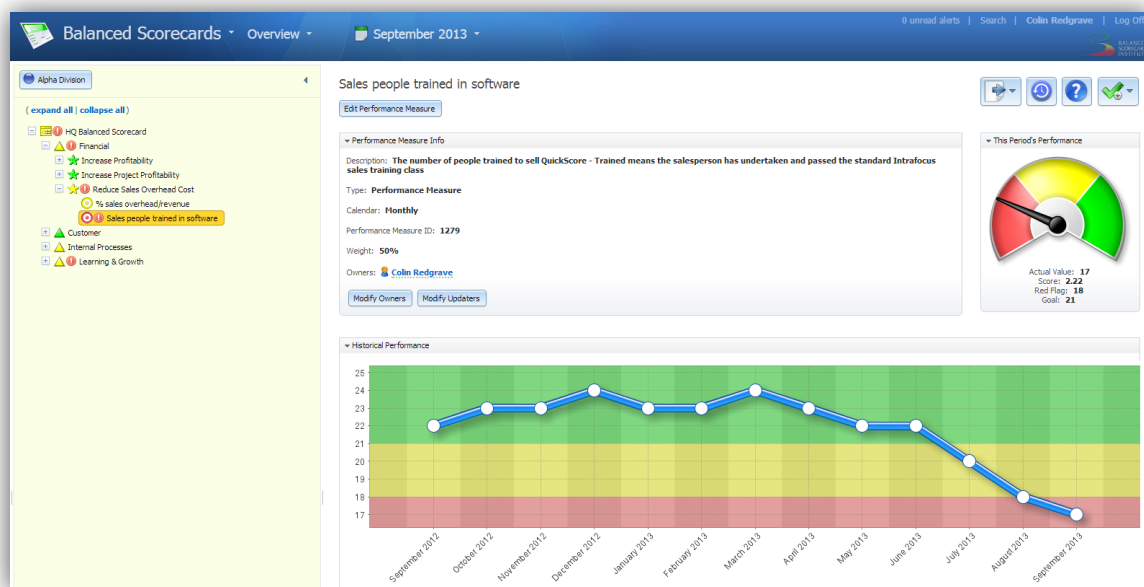 0 unread alerts | Search | Colin Redgrave | Log Off
Balanced Scorecards Overview September 2013
BALANCED
SCORECARD
INSTITUTE
Alpha Division
( expand all | collapse all )
HQ Balanced Scorecard
Financial
Increase Profitability
Increase Project Profitability
Reduce Sales Overhead Cost
% sales overhead/revenue
Sales people trained in software
Customer
Internal Processes
Learning & Growth
Sales people trained in software
Edit Performance Measure
Performance Measure Info
Description: The number of people trained to sell QuickScore - Trained means the salesperson has undertaken and passed the standard Intrafocus
sales training class
Type: Performance Measure
Calendar: Monthly
Performance Measure ID: 1279
Weight: 50%
Owners: Colin Redgrave
Modify Owners Modify Updaters
This Period's Performance
Actual Value: 17
Score: 2.22
Red Flag: 18
Goal: 21
Historical Performance
25
24
23
22
21
20
19
18
17
September 2012 October 2012 November 2012 December 2012 January 2013 February 2013 March 2013 April 2013 May 2013 June 2013 July 2013 August 2013 September 2013